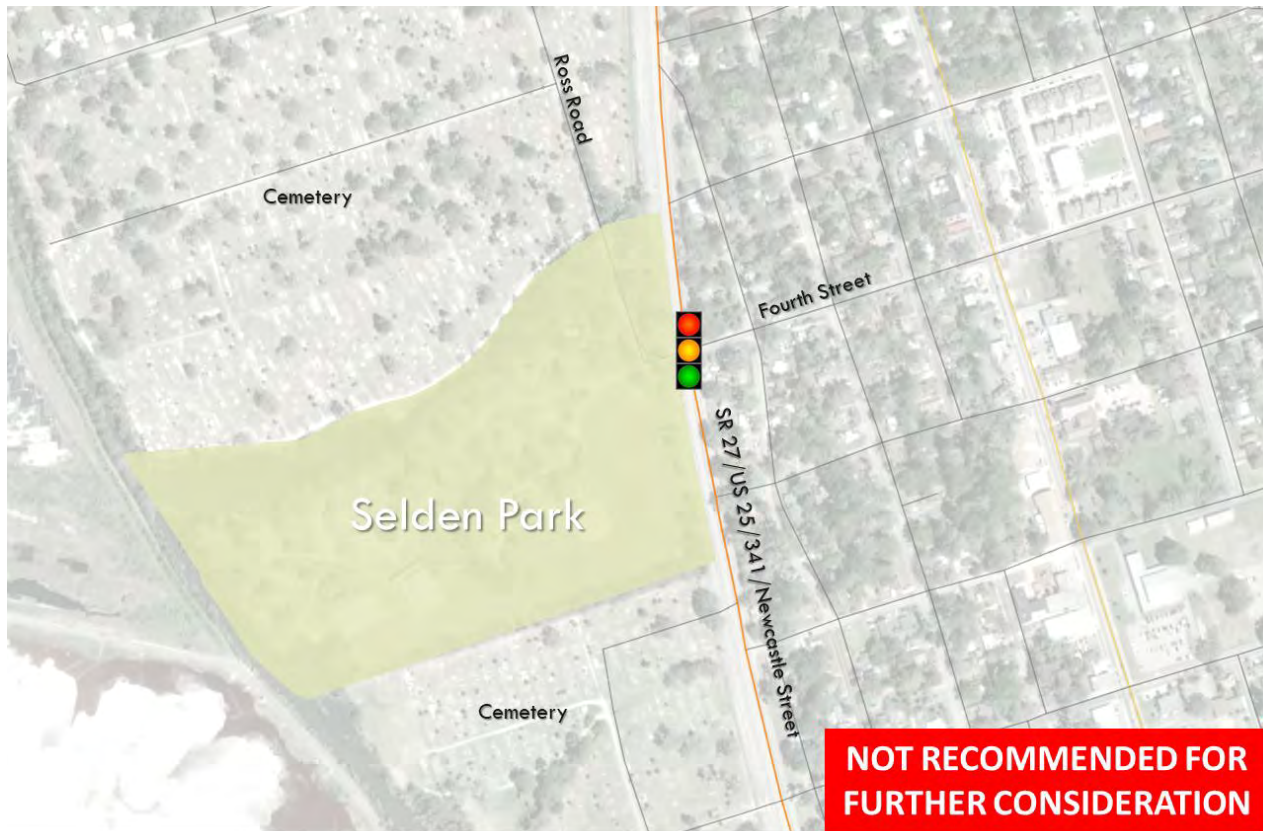 Ross Road
Cemetery
Fourth Street
Selden Park
SR 27/US 25/341/Newcastle Street
Cemetery
NOT RECOMMENDED FOR
FURTHER CONSIDERATION